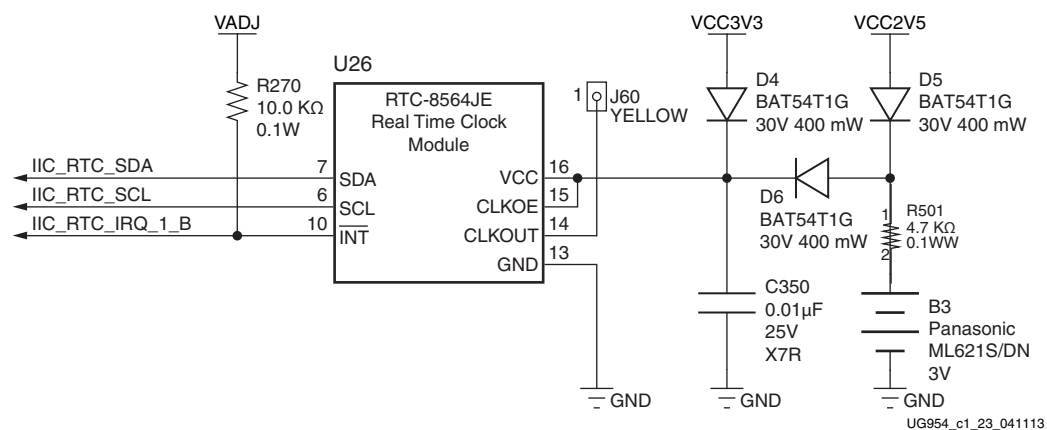 VADJ
VCC3V3
VCC2V5
U26
R270
10.0 KΩ
0.1W
RTC-8564JE
Real Time Clock
Module
1
J60
YELLOW
D4
BAT54T1G
30V 400 mW
D5
BAT54T1G
30V 400 mW
IIC_RTC_SDA
7
SDA
VCC
16
IIC_RTC_SCL
6
SCL
CLKOE
15
IIC_RTC_IRQ_1_B
10
INT
CLKOUT
14
GND
13
D6
BAT54T1G
30V 400 mW
1
R501
4.7 KΩ
0.1WW
2
C350
0.01µF
25V
X7R
B3
Panasonic
ML621S/DN
3V
GND
GND
GND
UG954_c1_23_041113